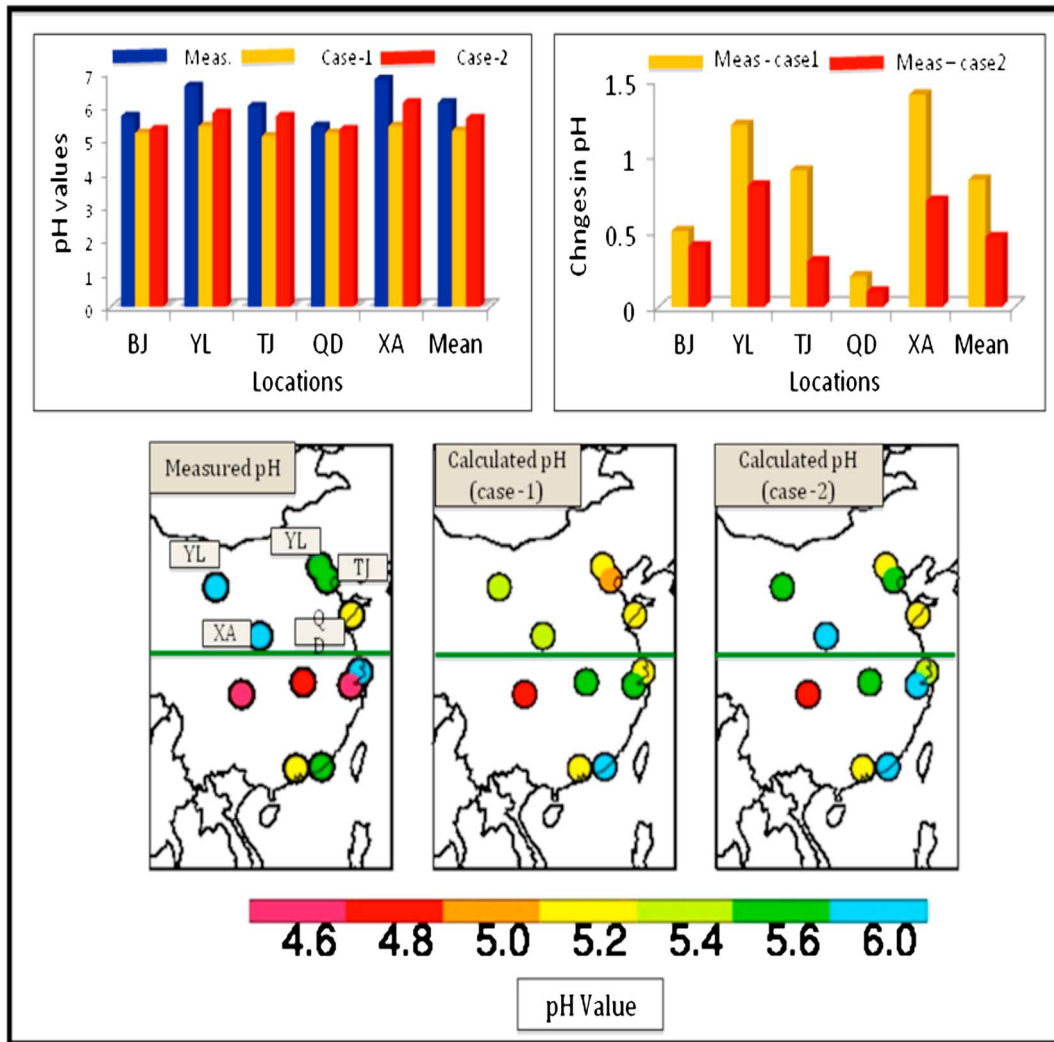 Meas. Case-1 Case-2
7
6
5
4
3
2
1
0
pH values
BJ YL TJ QD XA Mean
Locations
Meas - case1 Meas – case2
1.5
1
0.5
0
Chnges in pH
BJ YL TJ QD XA Mean
Locations
Measured pH
YL
YL
TJ
XA
Q
D
Calculated pH
(case-1)
Calculated pH
(case-2)
4.6 4.8 5.0 5.2 5.4 5.6 6.0
pH Value